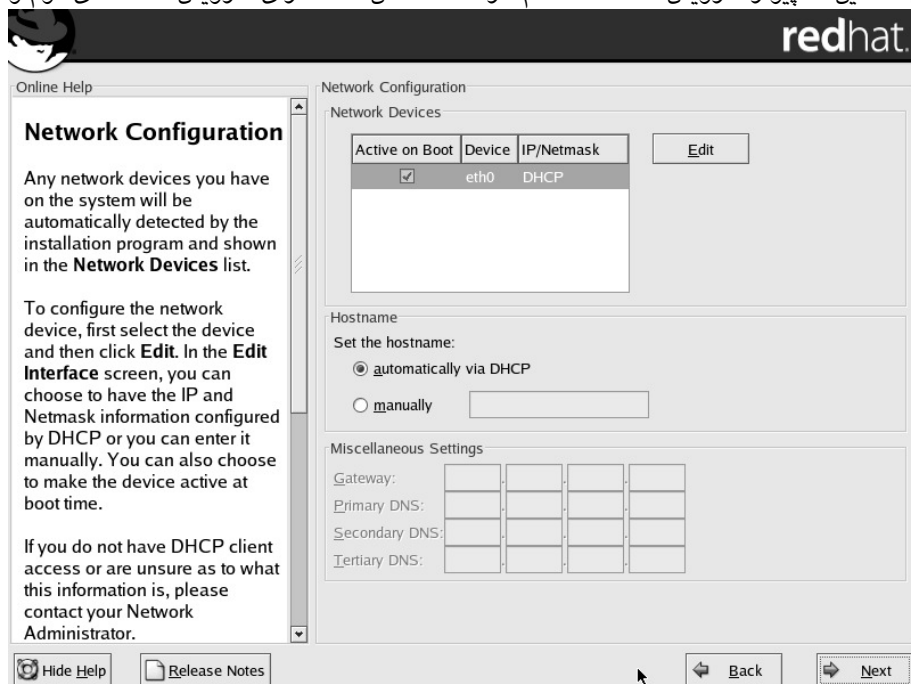 redhat.
Online Help
Network Configuration
Any network devices you have
on the system will be
automatically detected by the
installation program and shown
in the Network Devices list.
To configure the network
device, first select the device
and then click Edit. In the Edit
Interface screen, you can
choose to have the IP and
Netmask information configured
by DHCP or you can enter it
manually. You can also choose
to make the device active at
boot time.
If you do not have DHCP client
access or are unsure as to what
this information is, please
contact your Network
Administrator.
Network Configuration
Network Devices
Active on Boot Device IP/Netmask
eth0 DHCP
Edit
Hostname
Set the hostname:
automatically via DHCP
manually
Miscellaneous Settings
Gateway:
Primary DNS:
Secondary DNS:
Tertiary DNS:
Hide Help
Release Notes
Back
Next